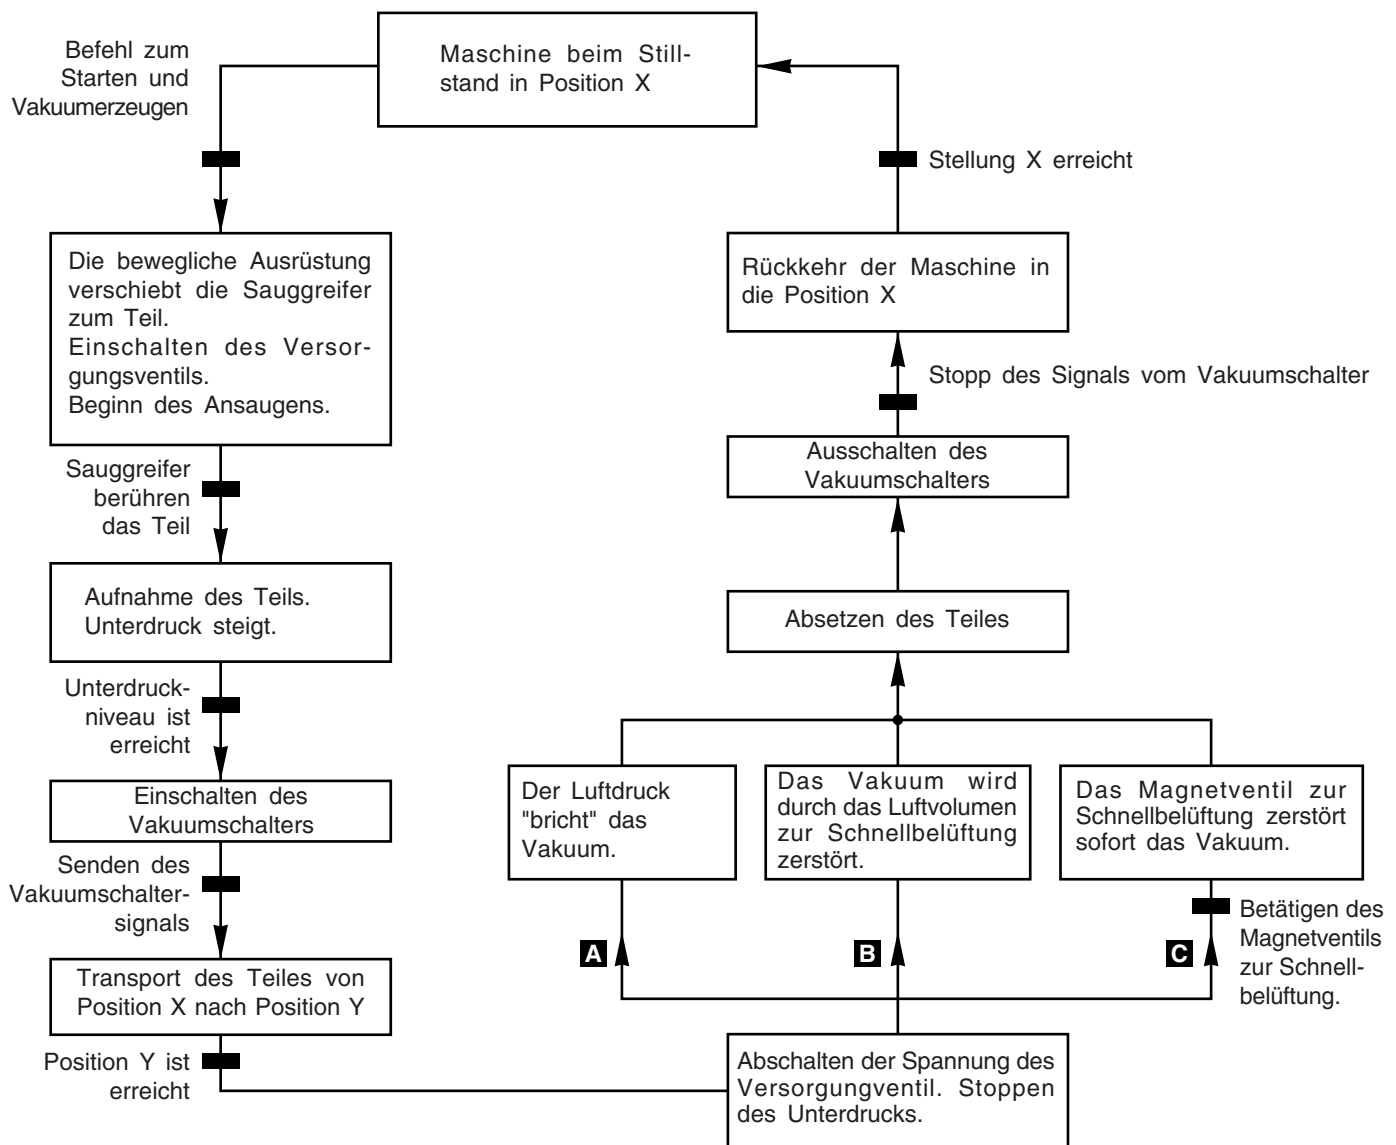 Maschine beim Still-
stand in Position X
Befehl zum
Starten und
Vakuumerzeugen
Die bewegliche Ausrüstung
verschiebt die Sauggreifer
zum Teil.
Einschalten des Versor-
gungsventils.
Beginn des Ansaugens.
Sauggreifer
berühren
das Teil
Aufnahme des Teils.
Unterdruck steigt.
Unterdruck-
niveau ist
erreicht
Einschalten des
Vakuumschalters
Senden des
Vakuumschalter-
signals
Transport des Teiles von
Position X nach Position Y
Position Y ist
erreicht
Abschalten der Spannung des
Versorgungventil. Stoppen
des Unterdrucks.
A
B
C
Betätigen des
Magnetventils
zur Schnell-
belüftung.
Der Luftdruck
"bricht" das
Vakuum.
Das Vakuum wird
durch das Luftvolumen
zur Schnellbelüftung
zerstört.
Das Magnetventil zur
Schnellbelüftung zerstört
sofort das Vakuum.
Absetzen des Teiles
Ausschalten des
Vakuumschalters
Stopp des Signals vom Vakuumschalter
Rückkehr der Maschine in
die Position X
Stellung X erreicht